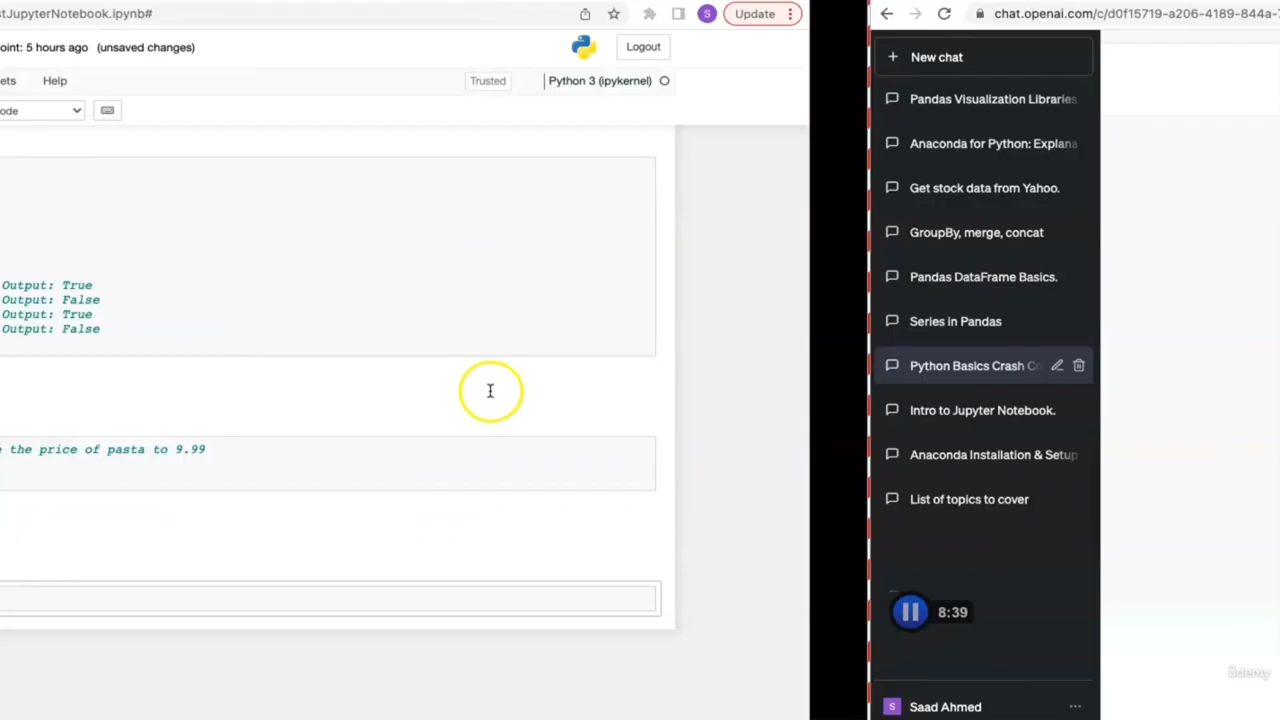 stJupyterNotebook.ipynb#
S
Update
oint: 5 hours ago (unsaved changes)
Logout
ets
Help
Trusted
Python 3 (ipykernel)
ode
Output: True
Output: False
Output: True
Output: False
the price of pasta to 9.99
chat.openai.com/c/d0f15719-a206-4189-844a-
New chat
Pandas Visualization Libraries
Anaconda for Python: Explana
Get stock data from Yahoo.
GroupBy, merge, concat
Pandas DataFrame Basics.
Series in Pandas
Python Basics Crash Co
Intro to Jupyter Notebook.
Anaconda Installation & Setup
List of topics to cover
8:39
ûdemy
S
Saad Ahmed